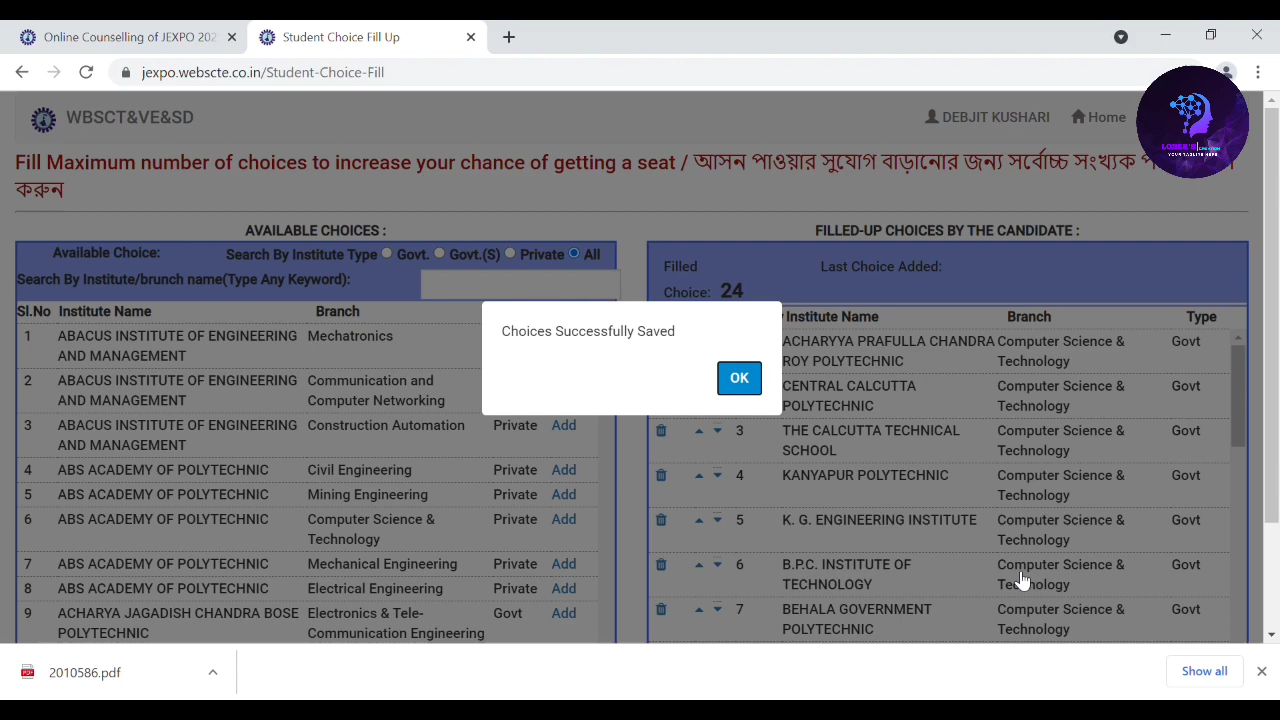 Online Counselling of JEXPO 202
Student Choice Fill Up
jexpo.webscte.co.in/Student-Choice-Fill
WBSCT&VE&SD
DEBJIT KUSHARI
Home
Fill Maximum number of choices to increase your chance of getting a seat / আসন পাওয়ার সুযোগ বাড়ানোর জন্য সর্বোচ্চ সংখ্যক
করুন
AVAILABLE CHOICES :
Available Choice: Search By Institute Type Govt. Govt.(S) Private All
Search By Institute/brunch name(Type Any Keyword):
Sl.No Institute Name Branch
1 ABACUS INSTITUTE OF ENGINEERING Mechatronics
AND MANAGEMENT
2 ABACUS INSTITUTE OF ENGINEERING Communication and
AND MANAGEMENT Computer Networking
3 ABACUS INSTITUTE OF ENGINEERING Construction Automation Private Add
AND MANAGEMENT
4 ABS ACADEMY OF POLYTECHNIC Civil Engineering Private Add
5 ABS ACADEMY OF POLYTECHNIC Mining Engineering Private Add
6 ABS ACADEMY OF POLYTECHNIC Computer Science & Private Add
Technology
7 ABS ACADEMY OF POLYTECHNIC Mechanical Engineering Private Add
8 ABS ACADEMY OF POLYTECHNIC Electrical Engineering Private Add
9 ACHARYA JAGADISH CHANDRA BOSE Electronics & Tele- Govt Add
POLYTECHNIC Communication Engineering
FILLED-UP CHOICES BY THE CANDIDATE :
Filled Last Choice Added:
Choice: 24
Institute Name Branch Type
ACHARYYA PRAFULLA CHANDRA Computer Science & Govt
ROY POLYTECHNIC Technology
CENTRAL CALCUTTA Computer Science & Govt
POLYTECHNIC Technology
3 THE CALCUTTA TECHNICAL Computer Science & Govt
SCHOOL Technology
4 KANYAPUR POLYTECHNIC Computer Science & Govt
Technology
5 K. G. ENGINEERING INSTITUTE Computer Science & Govt
Technology
6 B.P.C. INSTITUTE OF Computer Science & Govt
TECHNOLOGY Technology
7 BEHALA GOVERNMENT Computer Science & Govt
POLYTECHNIC Technology
Choices Successfully Saved
OK
YOUR TAGLINE HERE
2010586.pdf
Show all